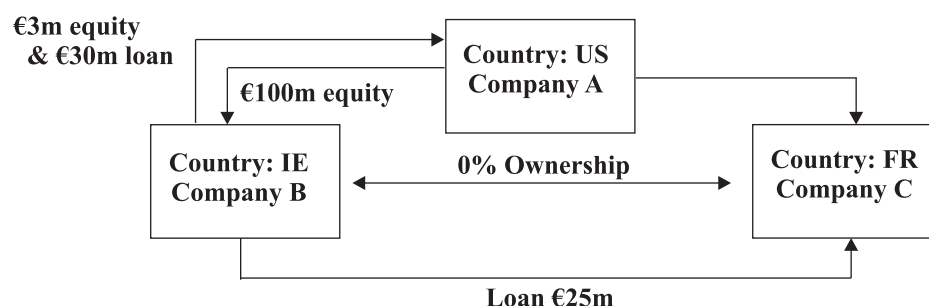 €3m equity
& €30m loan
Country: US
Company A
€100m equity
Country: IE
Company B
0% Ownership
Country: FR
Company C
Loan €25m